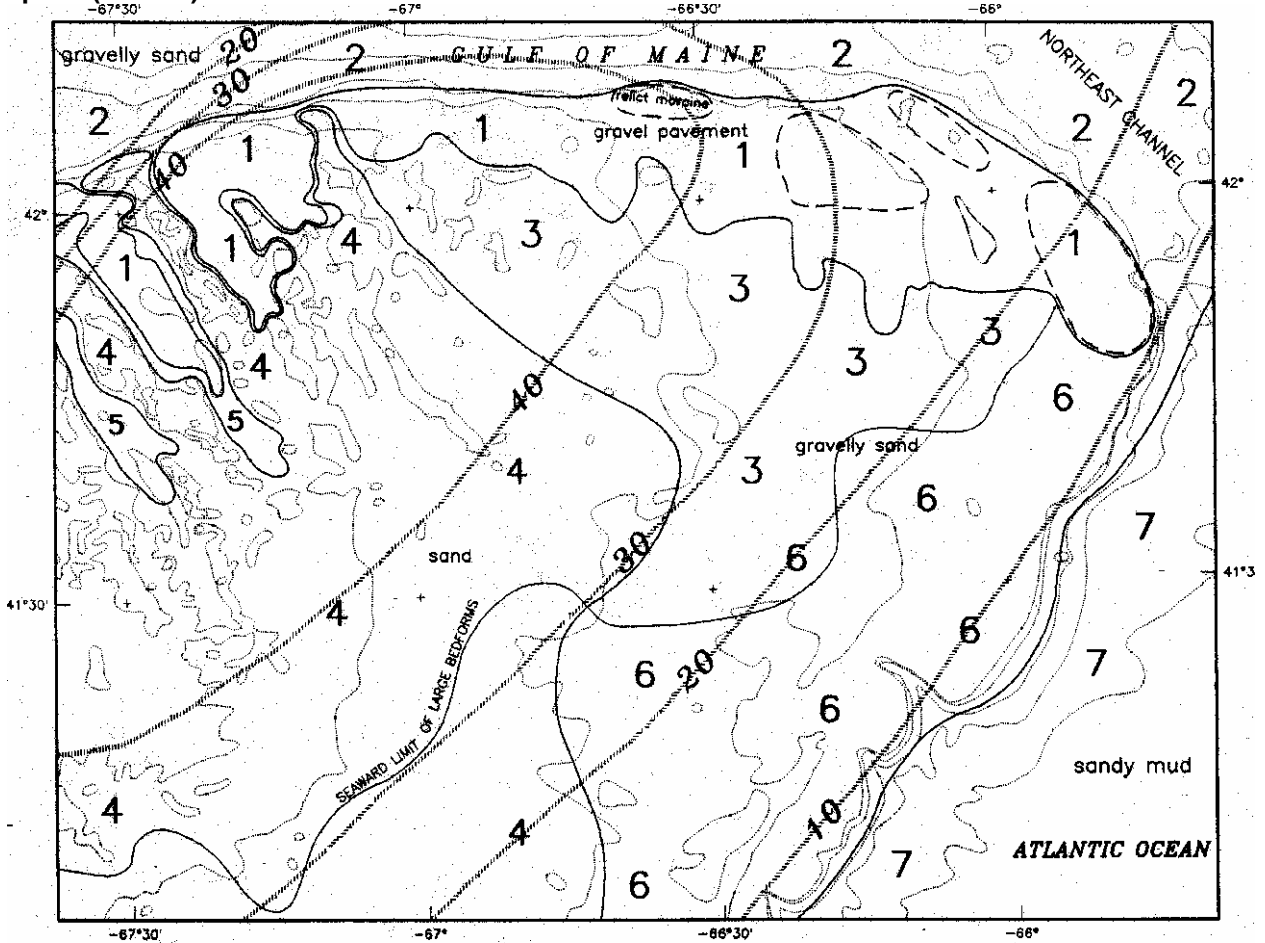 -67°30' -67° -66°30' -66°
gravelly sand 20 2 GULF OF MAINE 2 NORTHEAST CHANNEL 2
30
relict moraine
2 1 gravel pavement 2
1 1
40
42° 42°
1 4 3 1
1
3
3
4 4 3
40 6
5 5 gravelly sand
4 3
6
7
30 6
sand
41°30' 4 41°3
6
SEAWARD LIMIT OF LARGE BEDFORMS
6 20 7
6
sandy mud
4
4 10
7 ATLANTIC OCEAN
6
-67°30' -67° -66°30' -66°